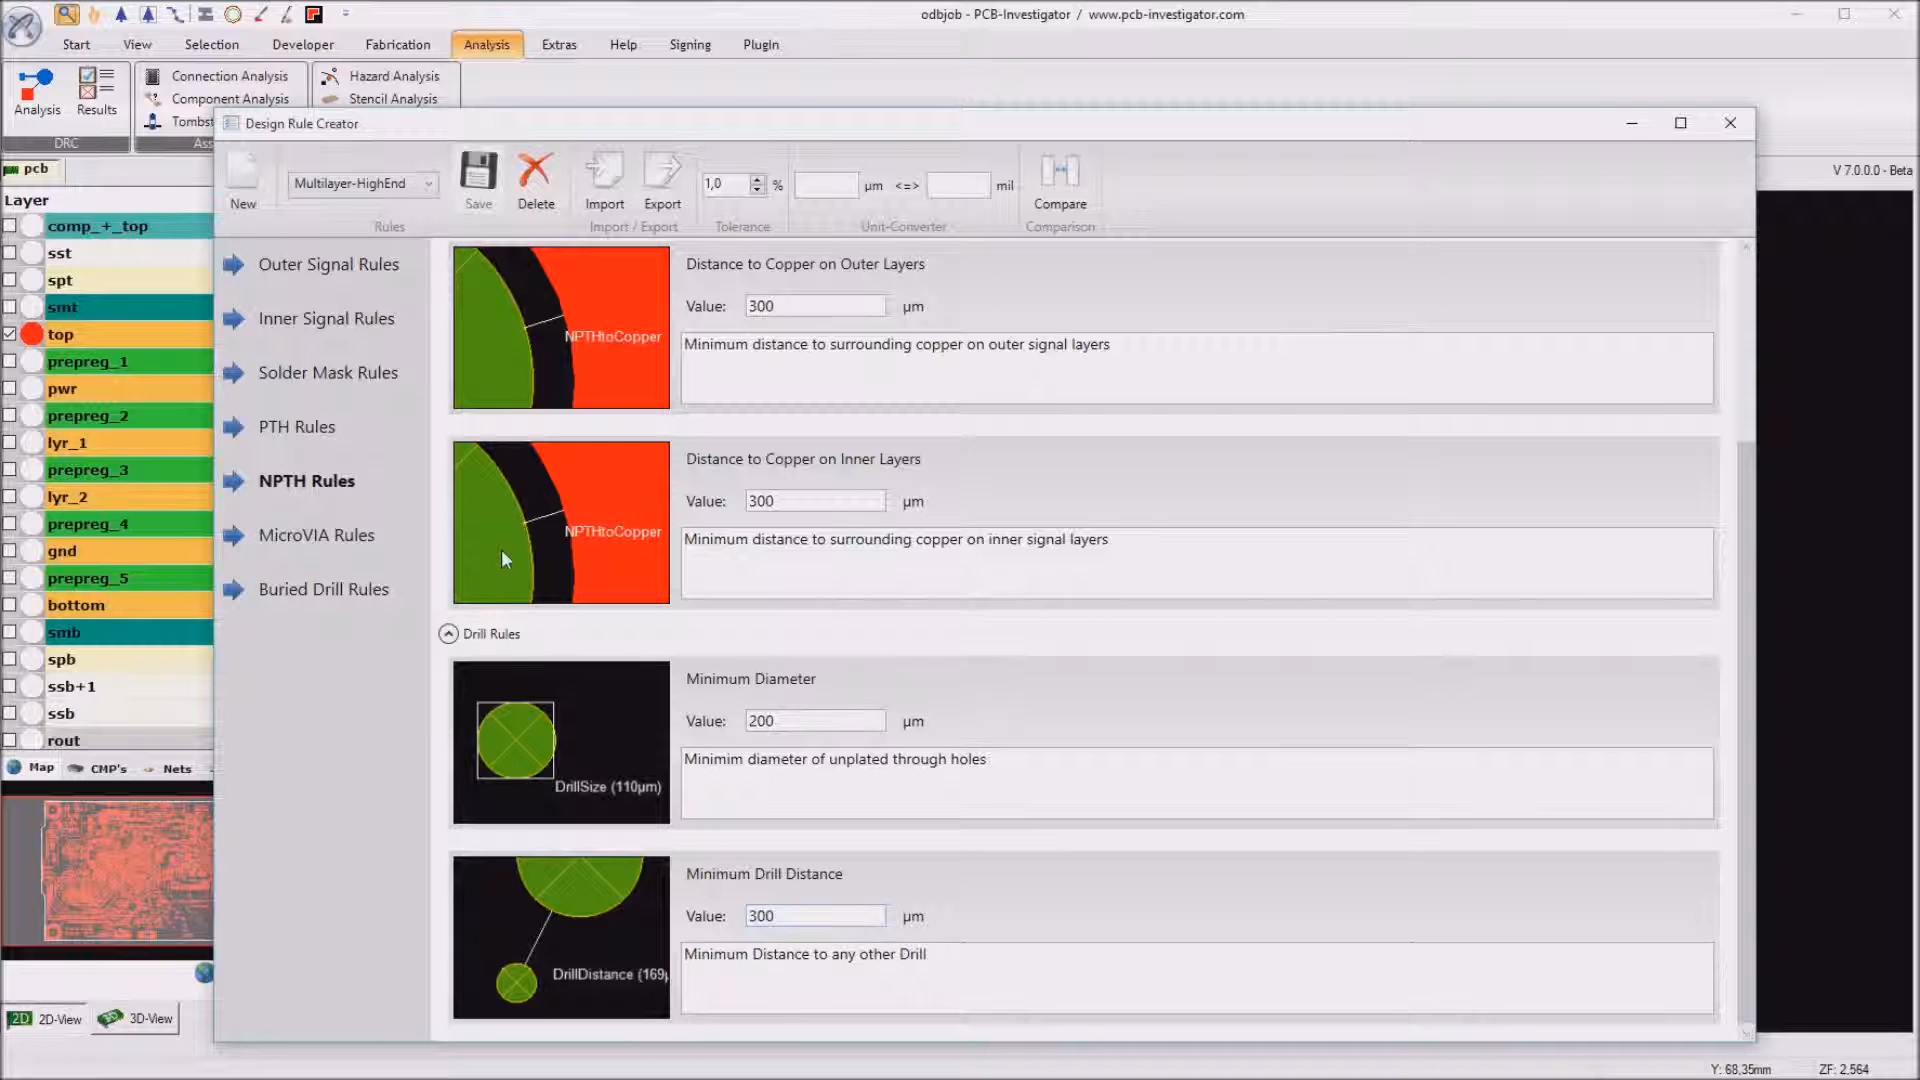 odbjob - PCB-Investigator / www.pcb-investigator.com
Start View Selection Developer Fabrication Analysis Extras Help Signing PlugIn
Analysis Results
DRC
Connection Analysis
Component Analysis
Tombst
Ass
Hazard Analysis
Stencil Analysis
pcb
V 7.0.0.0 - Beta
Layer
comp_+_top
sst
spt
smt
top
prepreg_1
pwr
prepreg_2
lyr_1
prepreg_3
lyr_2
prepreg_4
gnd
prepreg_5
bottom
smb
spb
ssb+1
ssb
rout
Map CMP's Nets
2D 2D-View 3D-View
Design Rule Creator
New
Multilayer-HighEnd
Save Delete
Rules
Import Export
Import / Export
1,0 %
Tolerance
µm <=> mil
Unit-Converter
Compare
Comparison
Outer Signal Rules
Inner Signal Rules
Solder Mask Rules
PTH Rules
NPTH Rules
MicroVIA Rules
Buried Drill Rules
NPTHtoCopper
Distance to Copper on Outer Layers
Value: 300 µm
Minimum distance to surrounding copper on outer signal layers
NPTHtoCopper
Distance to Copper on Inner Layers
Value: 300 µm
Minimum distance to surrounding copper on inner signal layers
Drill Rules
DrillSize (110µm)
Minimum Diameter
Value: 200 µm
Minimim diameter of unplated through holes
DrillDistance (169µ
Minimum Drill Distance
Value: 300 µm
Minimum Distance to any other Drill
Y: 68,35mm ZF: 2,564